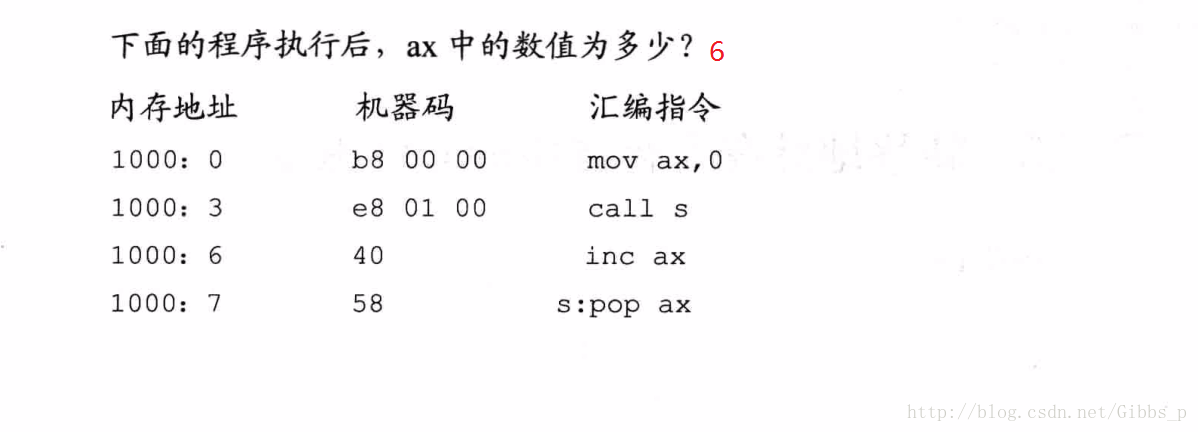 下面的程序执行后，ax 中的数值为多少？6
内存地址 机器码 汇编指令
1000：0 b8 00 00 mov ax,0
1000：3 e8 01 00 call s
1000：6 40 inc ax
1000：7 58 s:pop ax
http://blog.csdn.net/Gibbs_p